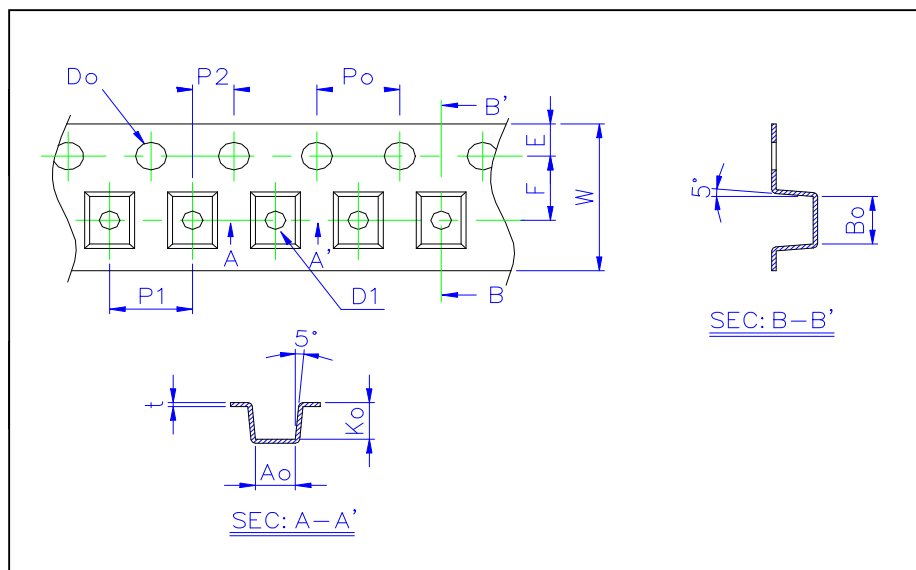 Do P2 Po B'
E
F W
A A'
P1 D1 B
5°
Bo
SEC: B-B'
5°
t Ko
Ao
SEC: A-A'